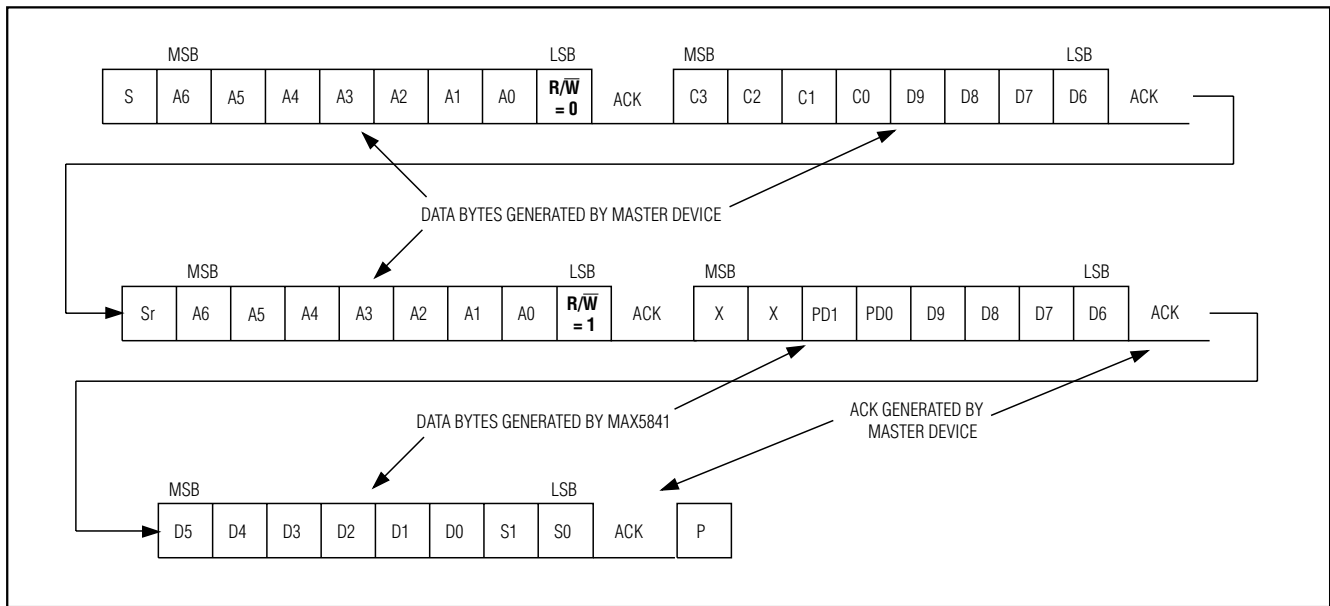 MSB LSB MSB LSB
S A6 A5 A4 A3 A2 A1 A0 R/W̅ = 0 ACK C3 C2 C1 C0 D9 D8 D7 D6 ACK
DATA BYTES GENERATED BY MASTER DEVICE
MSB LSB MSB LSB
Sr A6 A5 A4 A3 A2 A1 A0 R/W̅ = 1 ACK X X PD1 PD0 D9 D8 D7 D6 ACK
DATA BYTES GENERATED BY MAX5841
ACK GENERATED BY
MASTER DEVICE
MSB LSB
D5 D4 D3 D2 D1 D0 S1 S0 ACK P